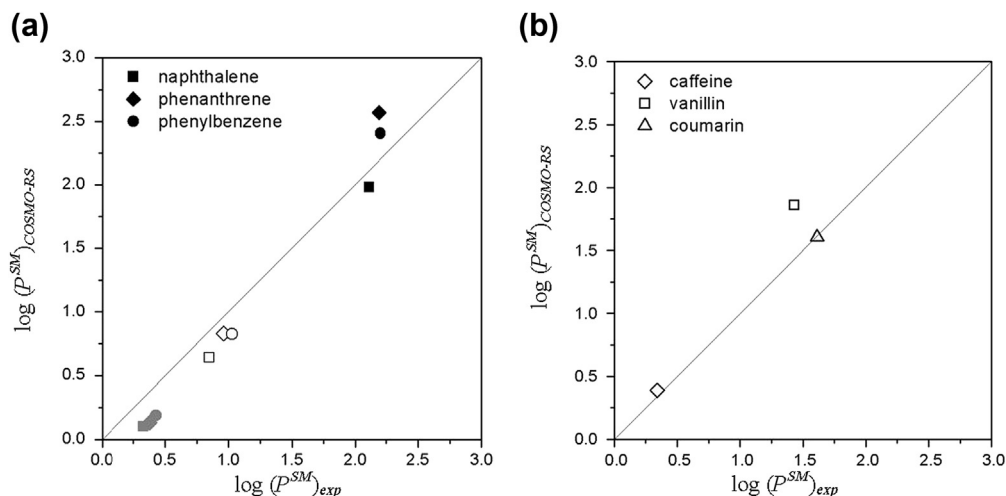 (a)
3.0
2.5
2.0
1.5
1.0
0.5
0.0
log (P^SM)_COSMO-RS
naphthalene
phenanthrene
phenylbenzene
0.0 0.5 1.0 1.5 2.0 2.5 3.0
log (P^SM)_exp
(b)
3.0
2.5
2.0
1.5
1.0
0.5
0.0
log (P^SM)_COSMO-RS
caffeine
vanillin
coumarin
0.0 0.5 1.0 1.5 2.0 2.5 3.0
log (P^SM)_exp